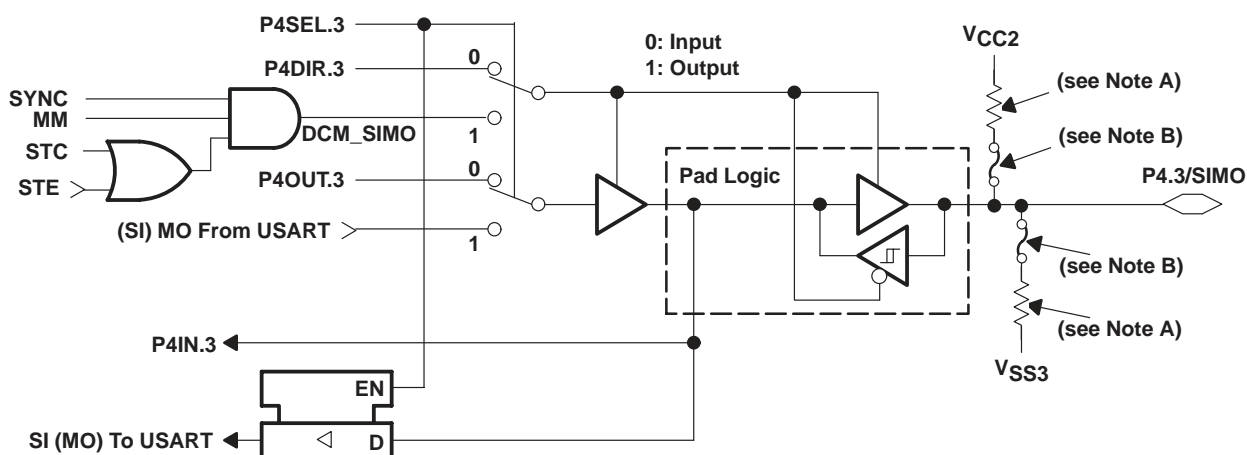 P4SEL.3
0
P4DIR.3
0: Input
1: Output
VCC2
(see Note A)
SYNC
MM
DCM_SIMO
1
STC
STE
0
P4OUT.3
Pad Logic
(see Note B)
P4.3/SIMO
(SI) MO From USART
1
(see Note B)
(see Note A)
P4IN.3
VSS3
EN
SI (MO) To USART
D